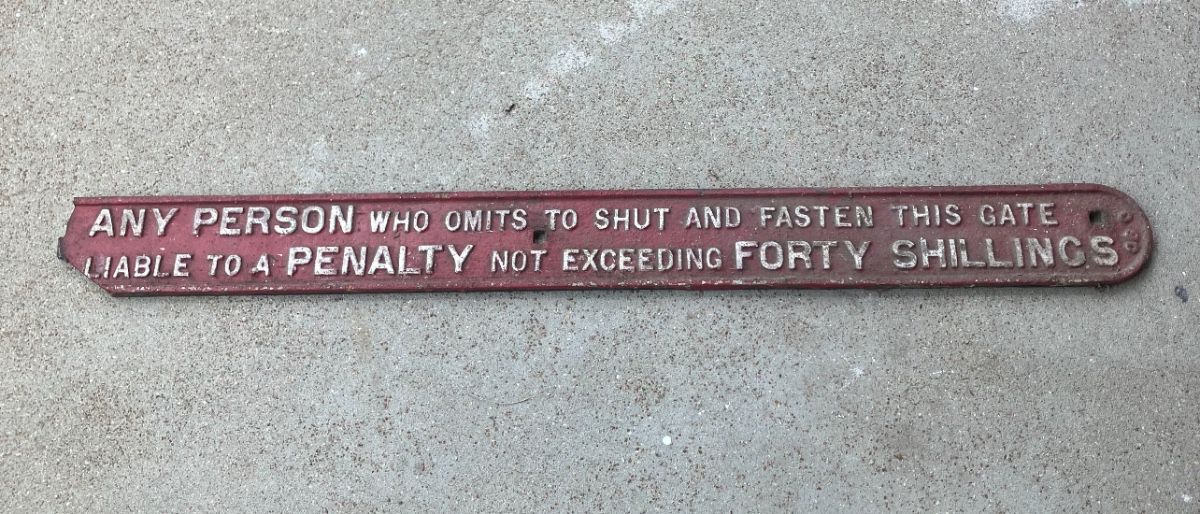 ANY PERSON WHO OMITS TO SHUT AND FASTEN THIS GATE
LIABLE TO A PENALTY NOT EXCEEDING FORTY SHILLINGS